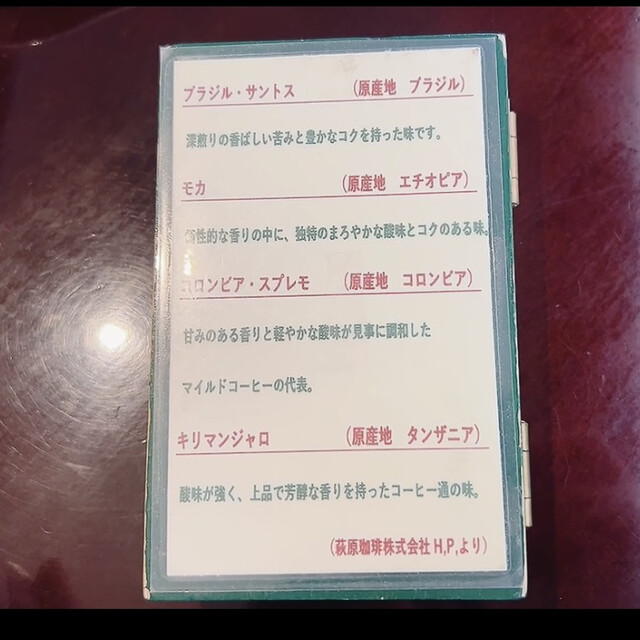 ブラジル・サントス (原産地 ブラジル)
深煎りの香ばしい苦みと豊かなコクを持った味です。
モカ (原産地 エチオピア)
個性的な香りの中に、独特のまろやかな酸味とコクのある味。
コロンビア・スプレモ (原産地 コロンビア)
甘みのある香りと軽やかな酸味が見事に調和した
マイルドコーヒーの代表。
キリマンジャロ (原産地 タンザニア)
酸味が強く、上品で芳醇な香りを持ったコーヒー通の味。
(萩原珈琲株式会社H,P,より)